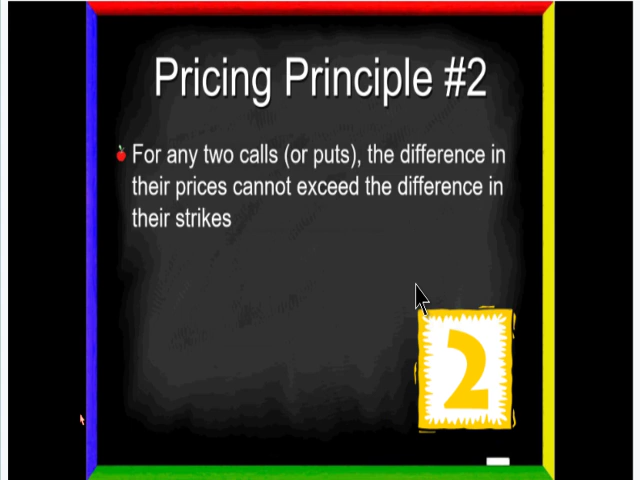 Pricing Principle #2
For any two calls (or puts), the difference in
their prices cannot exceed the difference in
their strikes
2